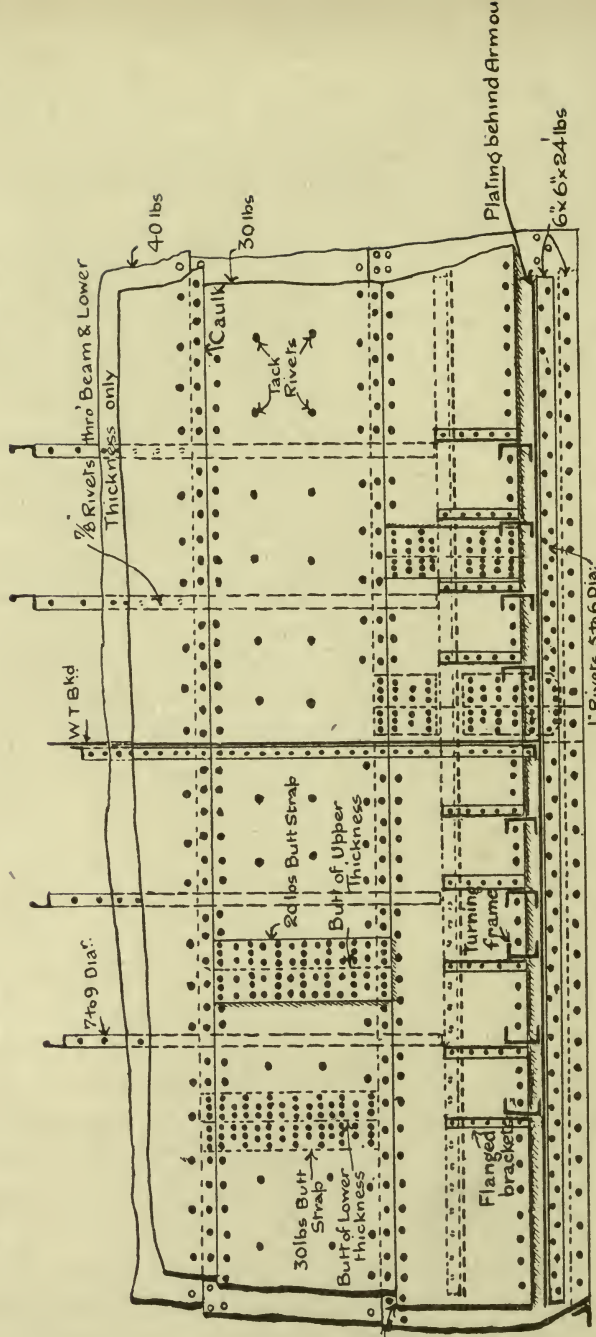 40 lbs
30 lbs
Caulk
Tack
Rivets
7/8" Rivets thro' Beam & Lower
Thickness only
W T Bkd
20 lbs Butt Strap
Butt of Upper
Thickness
7 to 9 Diar.
30 lbs Butt
Strap
Butt of Lower
thickness
Turning
frame
Flanged
brackets
Plating behind Armou
6" x 6" x 24 lbs
1" Rivets 5 to 6 Dia.